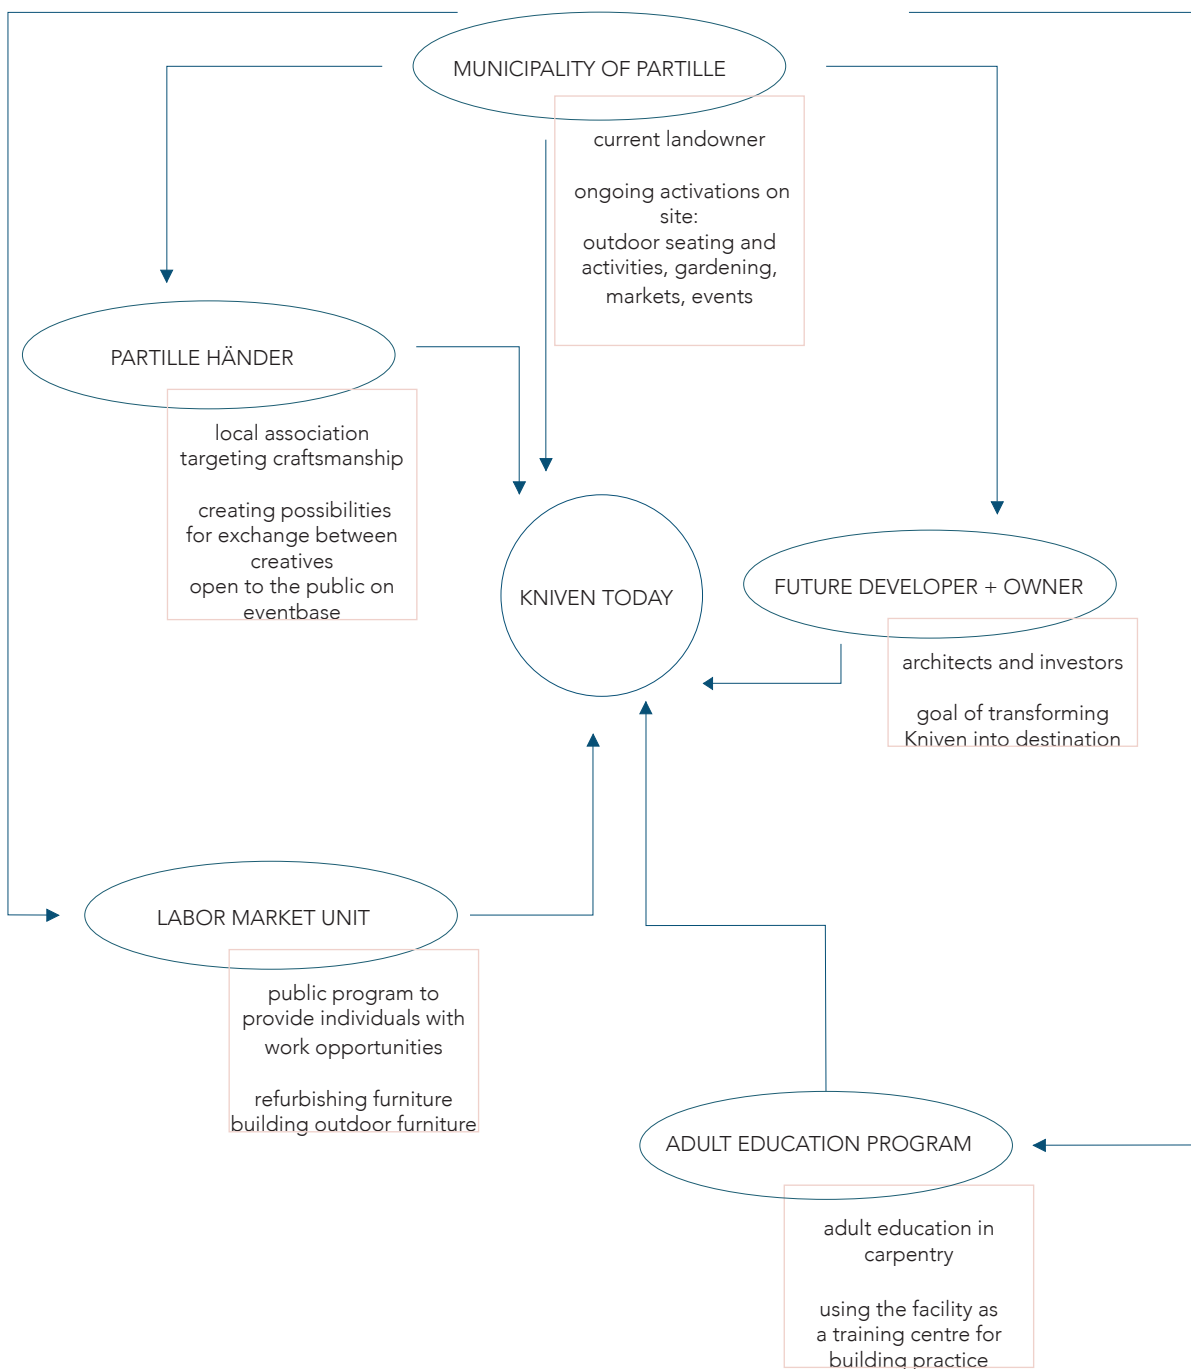 MUNICIPALITY OF PARTILLE
current landowner
ongoing activations on
site:
outdoor seating and
activities, gardening,
markets, events
PARTILLE HÄNDER
local association
targeting craftsmanship
creating possibilities
for exchange between
creatives
open to the public on
eventbase
KNIVEN TODAY
FUTURE DEVELOPER + OWNER
architects and investors
goal of transforming
Kniven into destination
LABOR MARKET UNIT
public program to
provide individuals with
work opportunities
refurbishing furniture
building outdoor furniture
ADULT EDUCATION PROGRAM
adult education in
carpentry
using the facility as
a training centre for
building practice